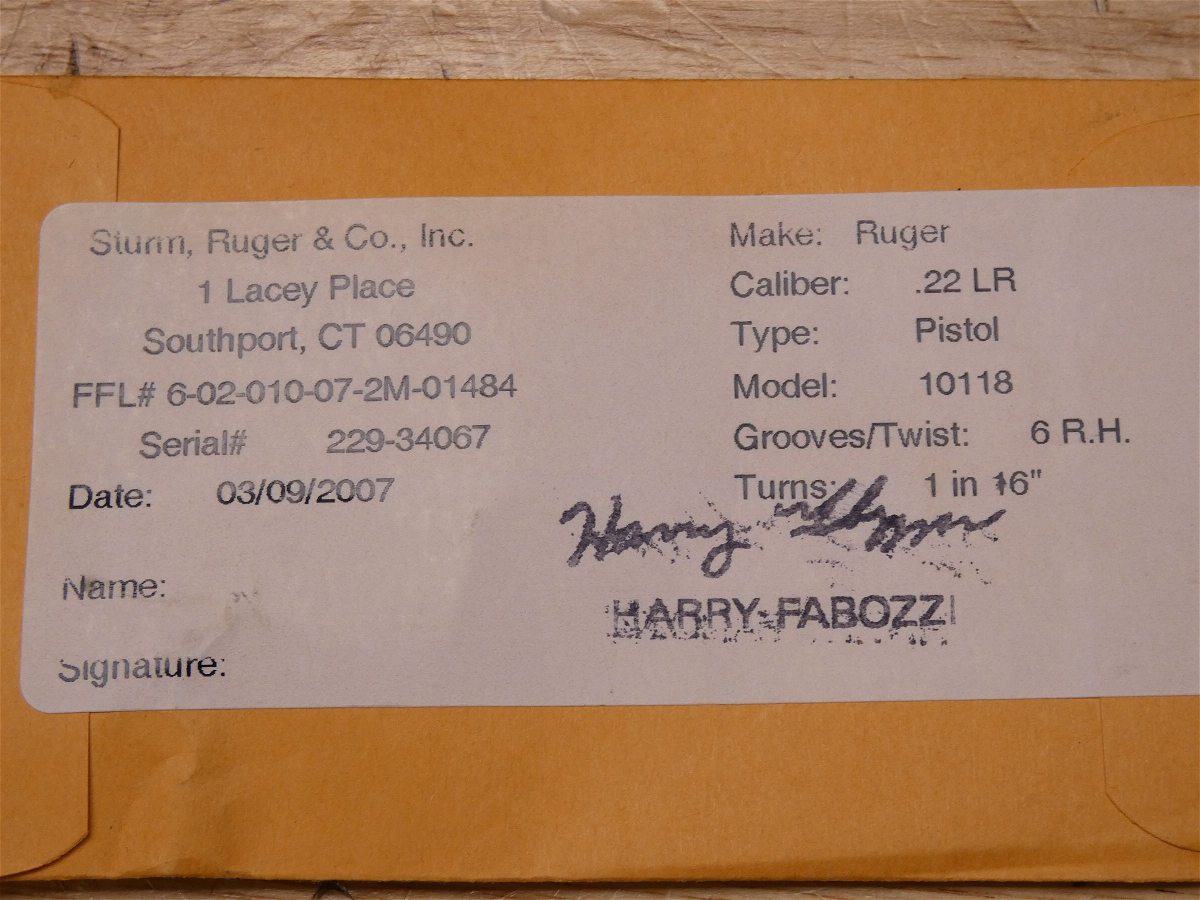 Sturm, Ruger & Co., Inc.
1 Lacey Place
Southport, CT 06490
FFL# 6-02-010-07-2M-01484
Serial# 229-34067
Date: 03/09/2007
Name:
Signature:
Make: Ruger
Caliber: .22 LR
Type: Pistol
Model: 10118
Grooves/Twist: 6 R.H.
Turns: 1 in 16"
Harry Fabozzi
HARRY FABOZZI